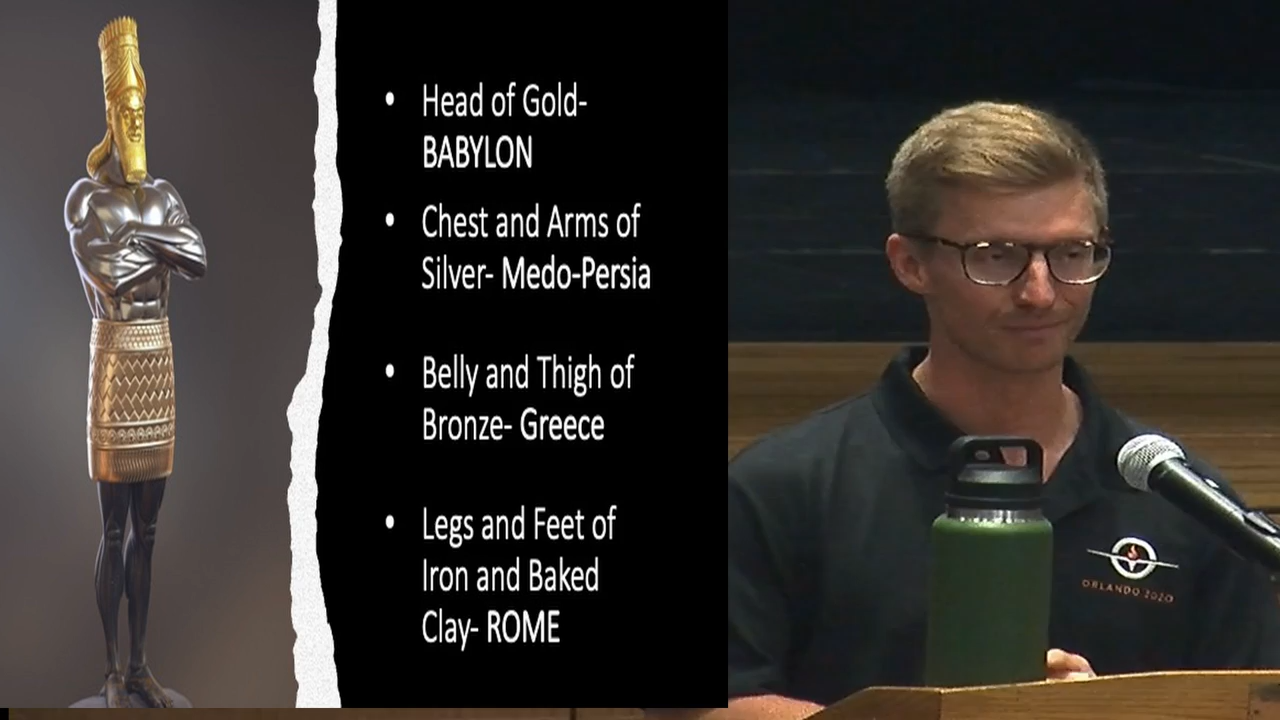 • Head of Gold-
BABYLON
• Chest and Arms of
Silver- Medo-Persia
• Belly and Thigh of
Bronze- Greece
• Legs and Feet of
Iron and Baked
Clay- ROME
ORLANDO 2020